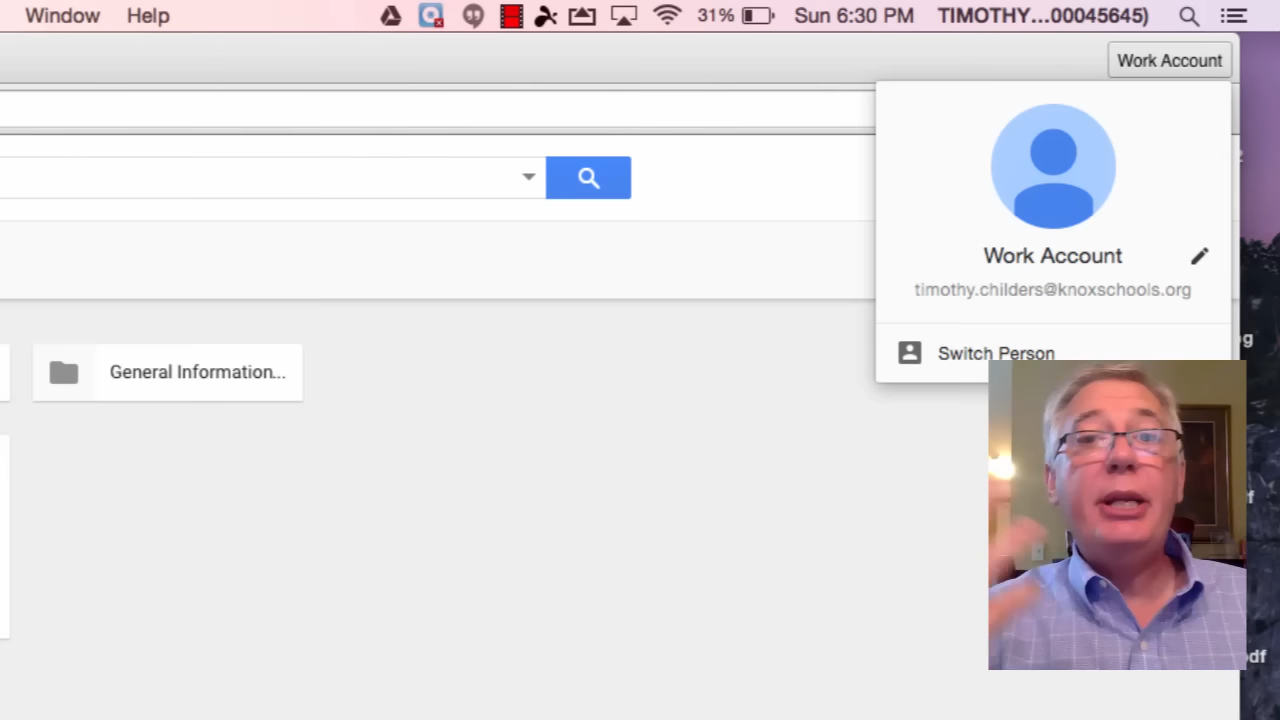 Window Help 31% Sun 6:30 PM TIMOTHY...00045645)
Work Account
Work Account
timothy.childers@knoxschools.org
Switch Person
General Information...